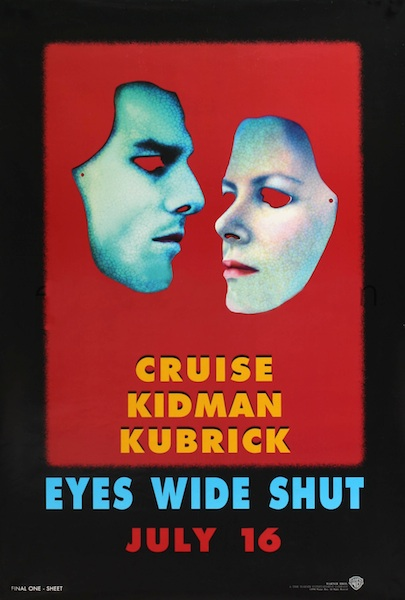 CRUISE
KIDMAN
KUBRICK
EYES WIDE SHUT
JULY 16
FINAL ONE - SHEET